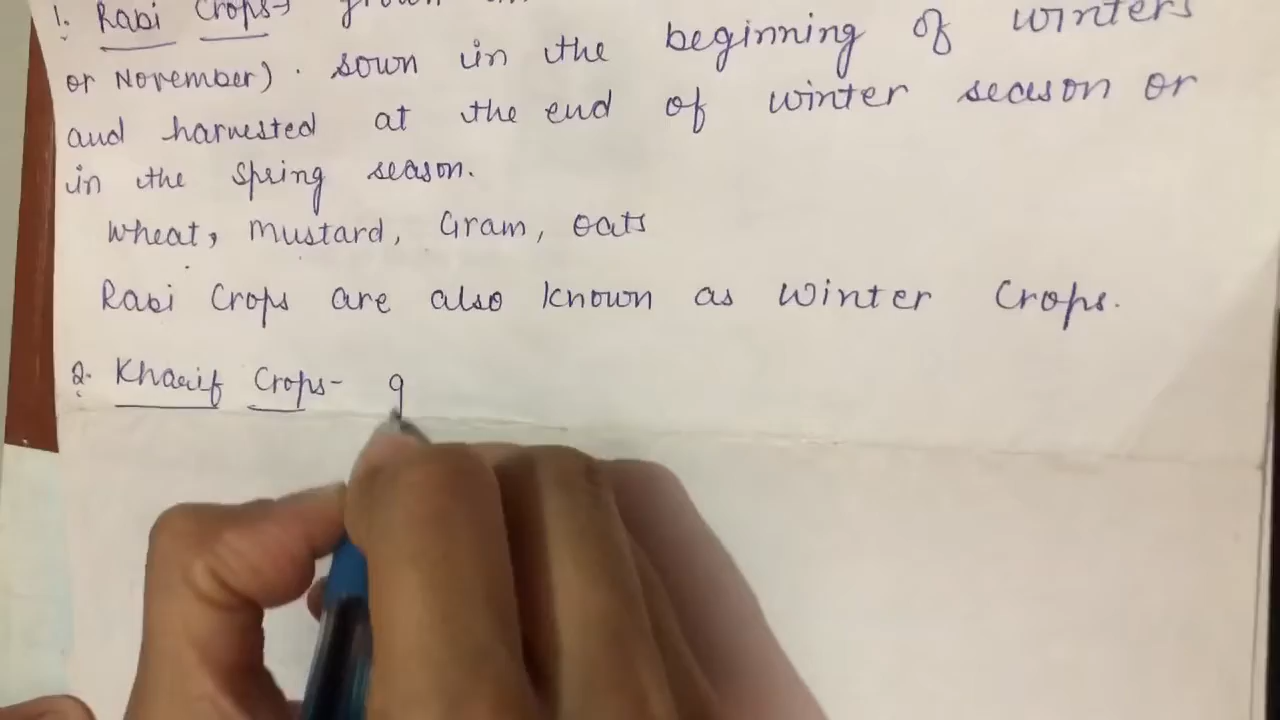 1. Rabi Crops→ grown in
or November). sown in the beginning of winters
and harvested at the end of winter season or
in the spring season.
Wheat, Mustard, Gram, Oats
Rabi Crops are also known as Winter Crops.
2. Kharif Crops- g